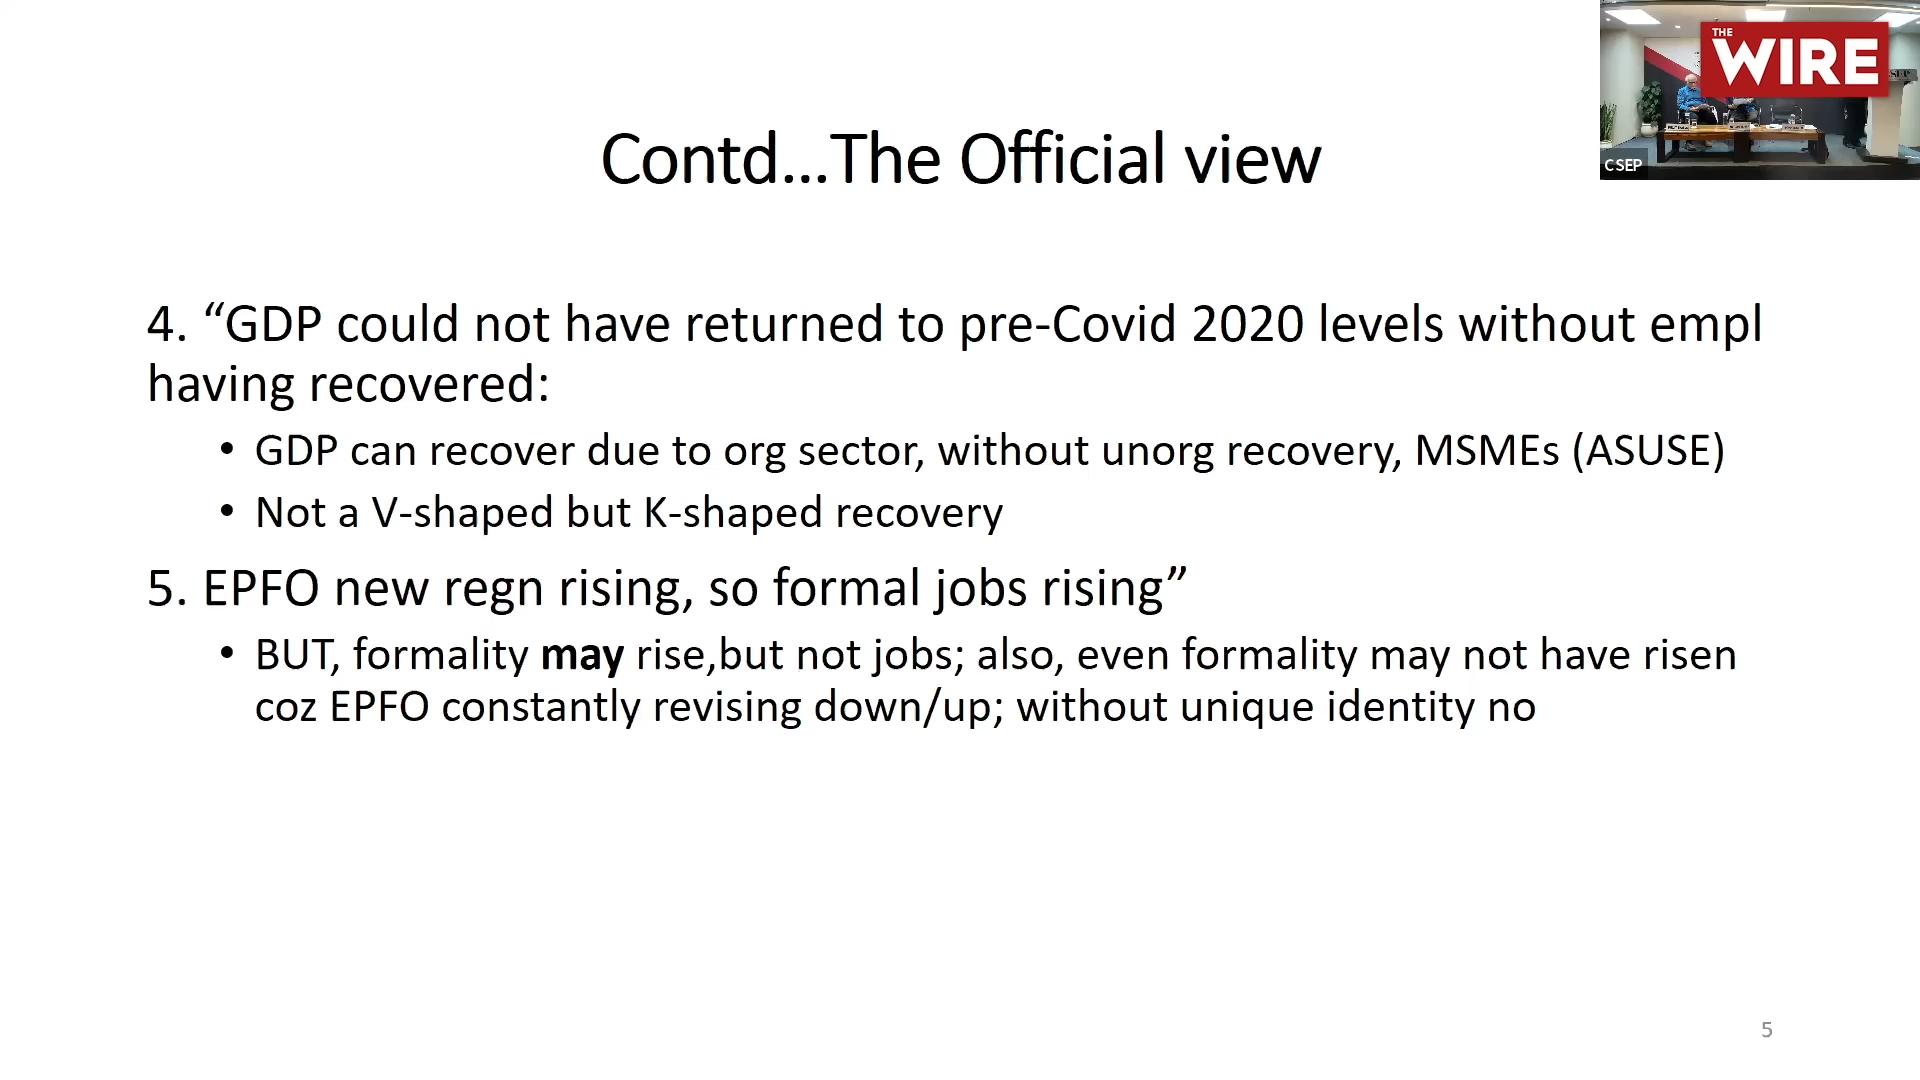 THE
WIRE
CSEP
Contd...The Official view
4. “GDP could not have returned to pre-Covid 2020 levels without empl
having recovered:
• GDP can recover due to org sector, without unorg recovery, MSMEs (ASUSE)
• Not a V-shaped but K-shaped recovery
5. EPFO new regn rising, so formal jobs rising”
• BUT, formality may rise,but not jobs; also, even formality may not have risen
coz EPFO constantly revising down/up; without unique identity no
5